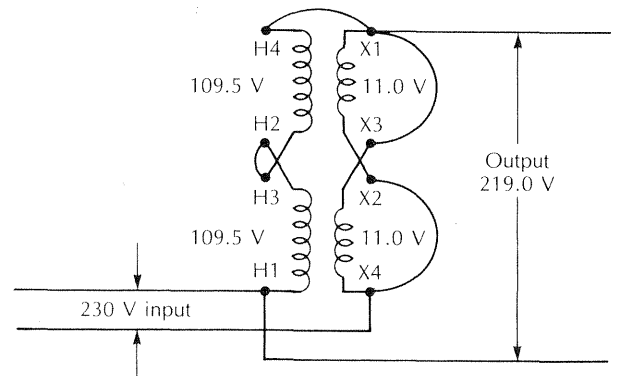 H4 X1
109.5 V 11.0 V
H2 X3
Output
219.0 V
H3 X2
109.5 V 11.0 V
H1 X4
230 V input